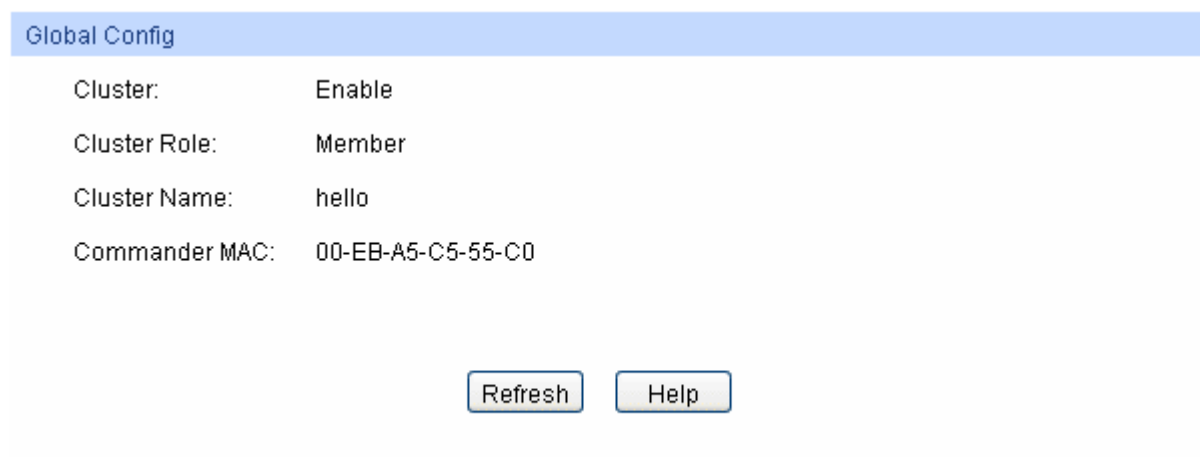 Global Config
Cluster: Enable
Cluster Role: Member
Cluster Name: hello
Commander MAC: 00-EB-A5-C5-55-C0
Refresh Help